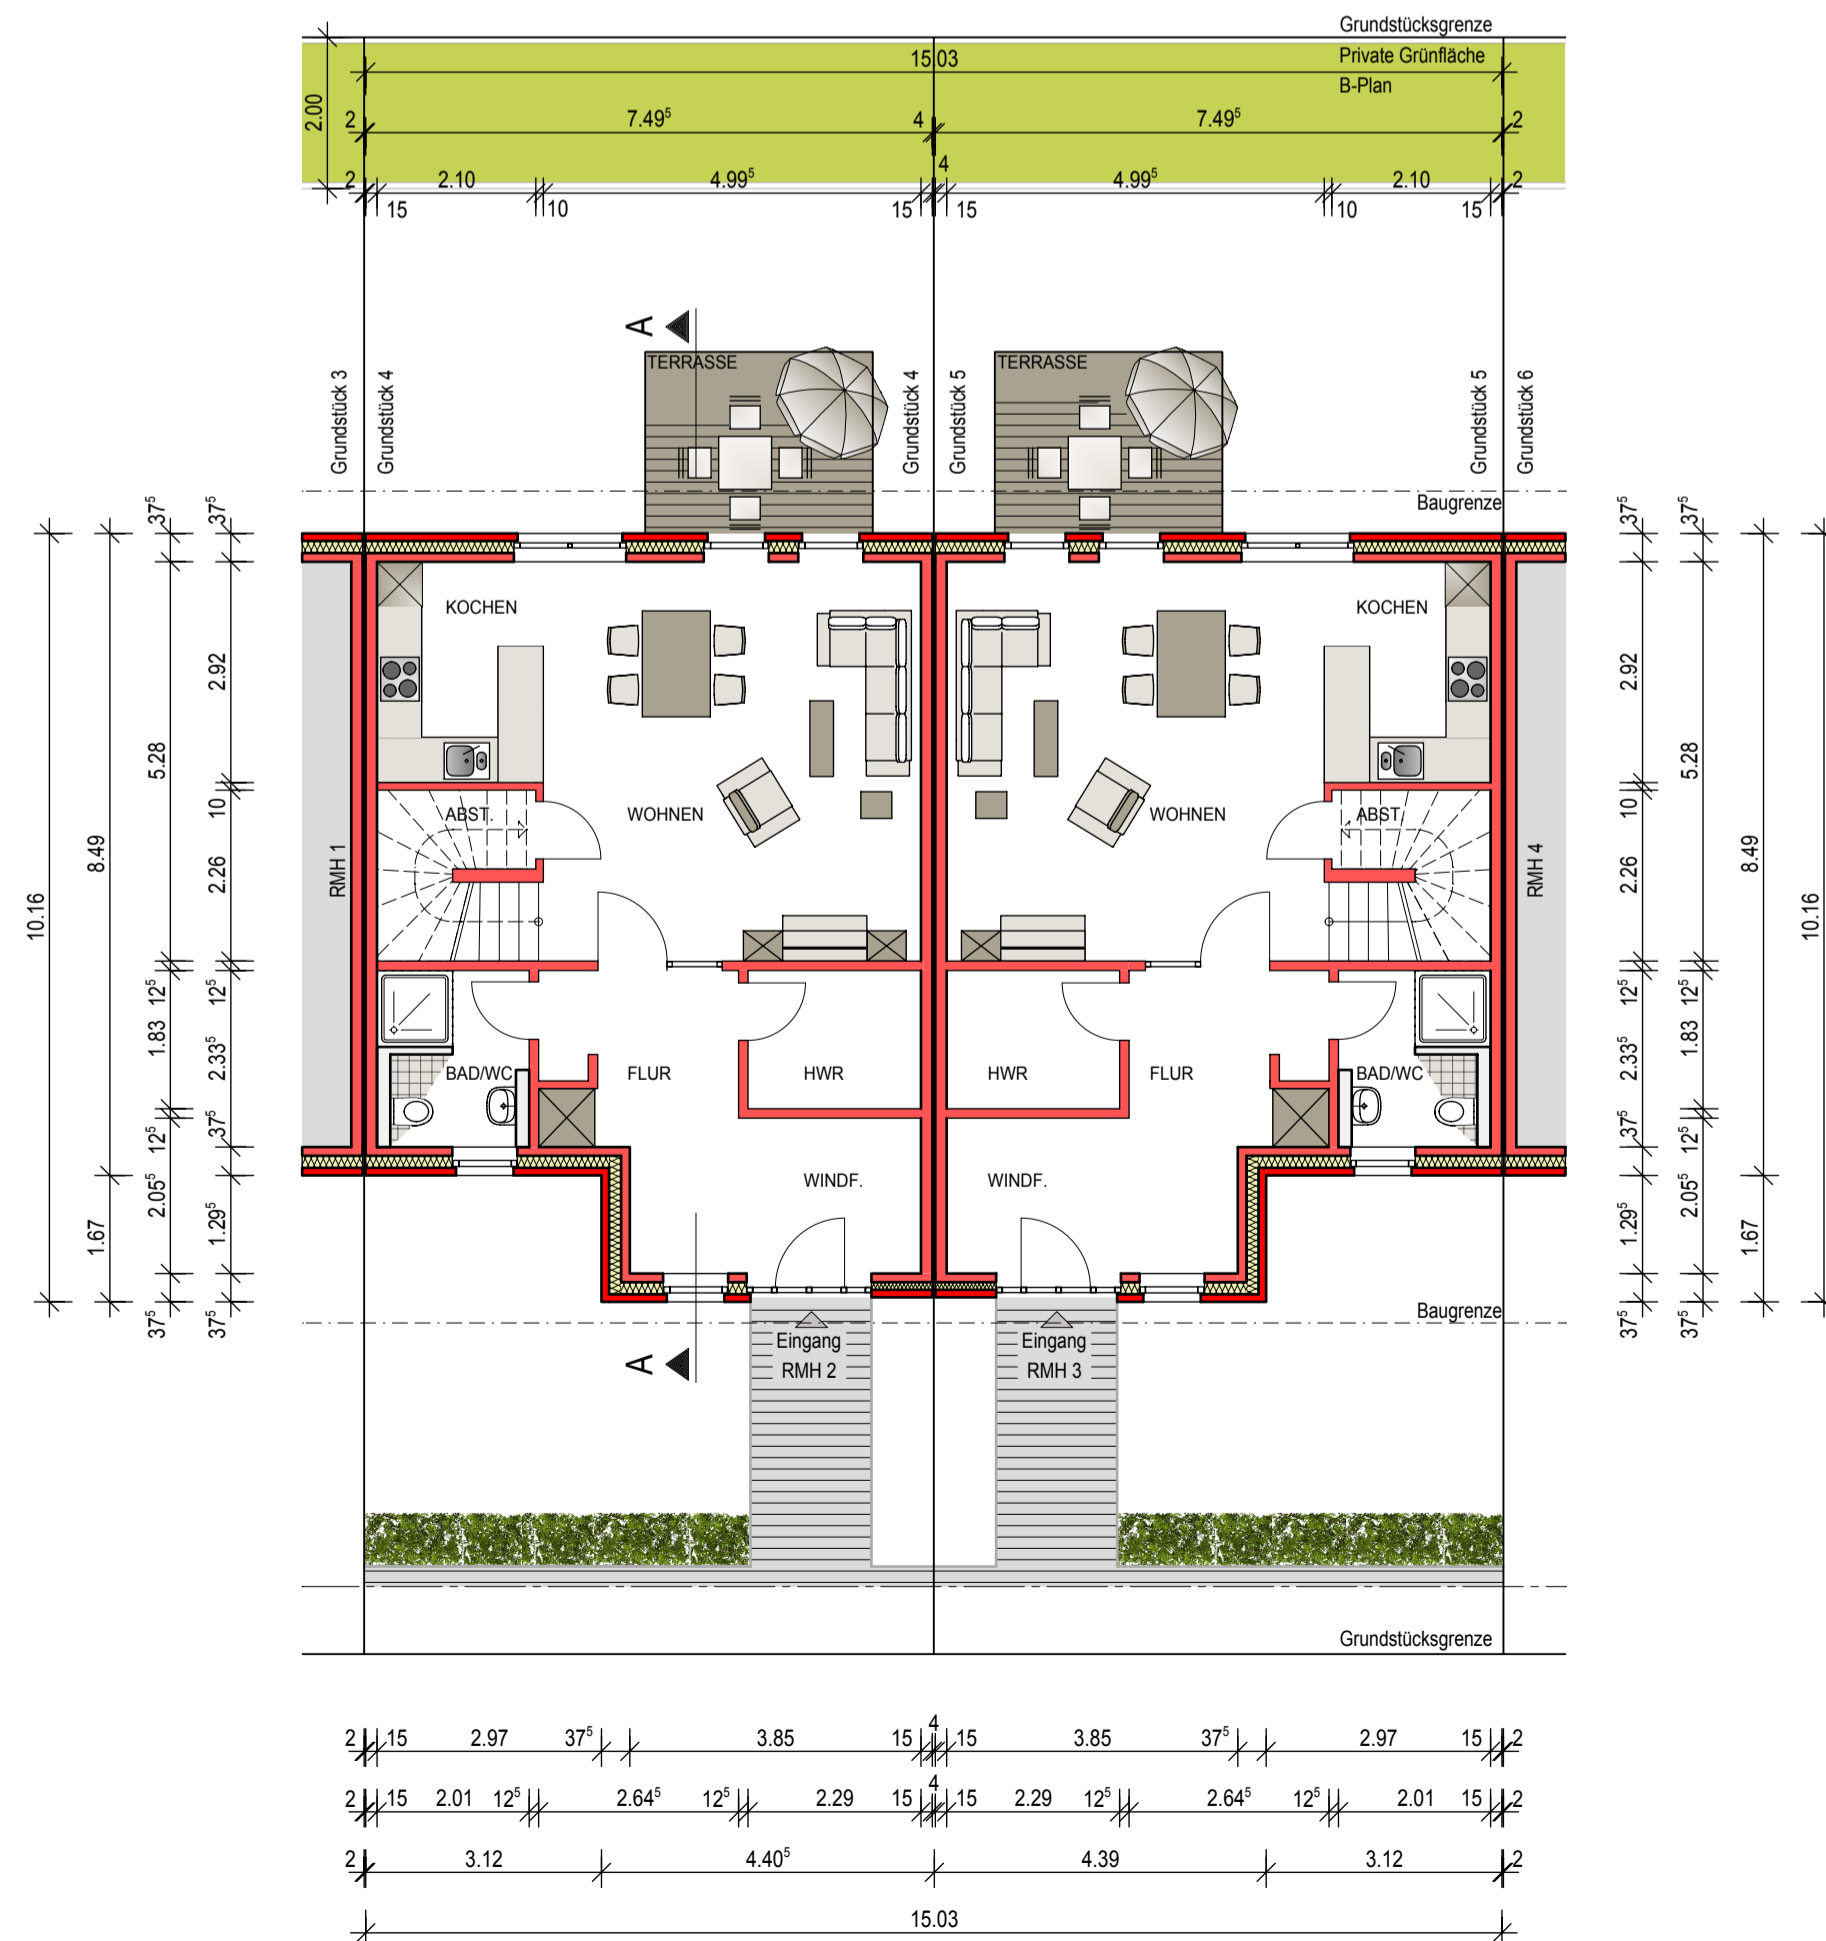 Grundstücksgrenze
15.03
Private Grünfläche
B-Plan
2.00
2 7.49⁵ 4 7.49⁵ 2
4
2 2.10 4.99⁵ 4.99⁵ 2.10 2
15 10 15 15 10 15
A
TERRASSE TERRASSE
Grundstück 3
Grundstück 4
Grundstück 4
Grundstück 5
Grundstück 5
Grundstück 6
Baugrenze
37⁵ 37⁵ 37⁵ 37⁵
KOCHEN KOCHEN
2.92 2.92
5.28 5.28
10 10
ABST. WOHNEN WOHNEN ABST.
8.49 8.49
RMH 1 RMH 4
2.26 2.26
10.16 10.16
12⁵ 12⁵ 12⁵ 12⁵
1.83 2.33⁵ 2.33⁵ 1.83
BAD/WC FLUR HWR HWR FLUR BAD/WC
12⁵ 37⁵ 37⁵ 12⁵
WINDF. WINDF.
2.05⁵ 1.29⁵ 1.29⁵ 2.05⁵
1.67 1.67
37⁵ 37⁵ 37⁵ 37⁵
Baugrenze
Eingang Eingang
A
RMH 2 RMH 3
Grundstücksgrenze
4
2 15 2.97 37⁵ 3.85 15 15 3.85 37⁵ 2.97 15 2
4
2 15 2.01 12⁵ 2.64⁵ 12⁵ 2.29 15 15 2.29 12⁵ 2.64⁵ 12⁵ 2.01 15 2
2 3.12 4.40⁵ 4.39 3.12 2
15.03